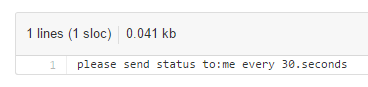 1 lines (1 sloc) 0.041 kb
1 please send status to:me every 30.seconds